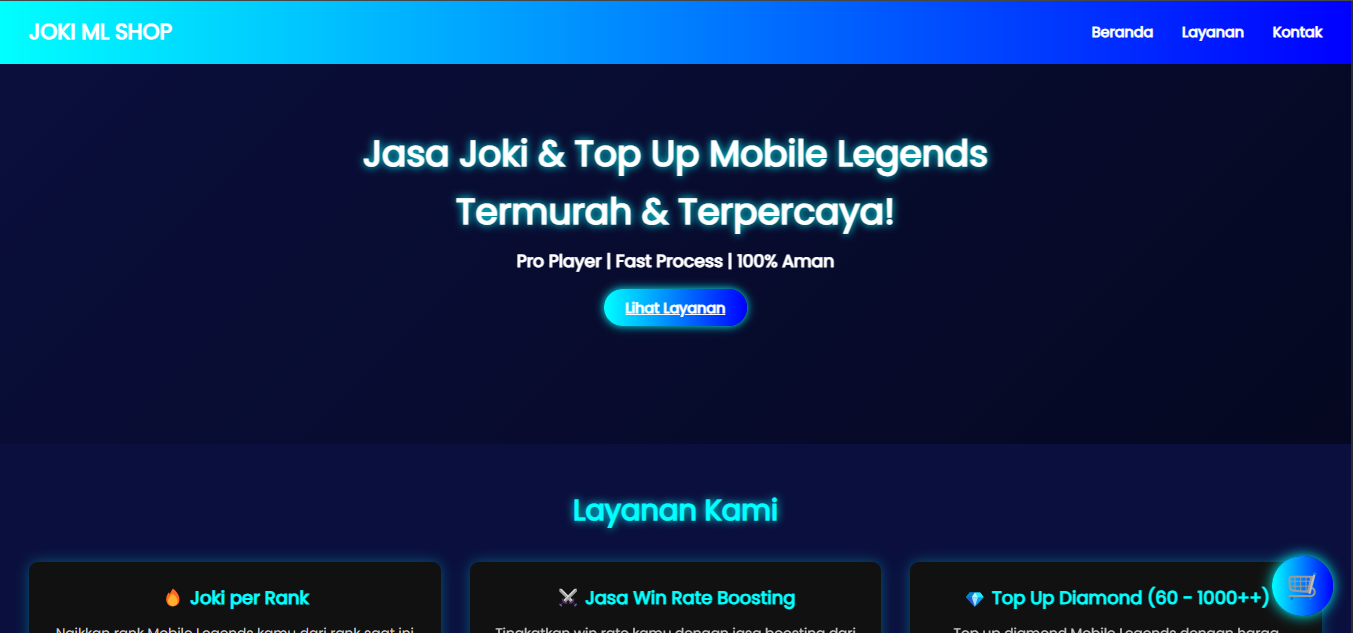 JOKI ML SHOP
Beranda Layanan Kontak
Jasa Joki & Top Up Mobile Legends
Termurah & Terpercaya!
Pro Player | Fast Process | 100% Aman
Lihat Layanan
Layanan Kami
Joki per Rank
Naikkan rank Mobile Legends kamu dari rank saat ini
Jasa Win Rate Boosting
Tingkatkan win rate kamu dengan jasa boosting dari
Top Up Diamond (60 - 1000++)
Top up diamond Mobile Legends dengan harga